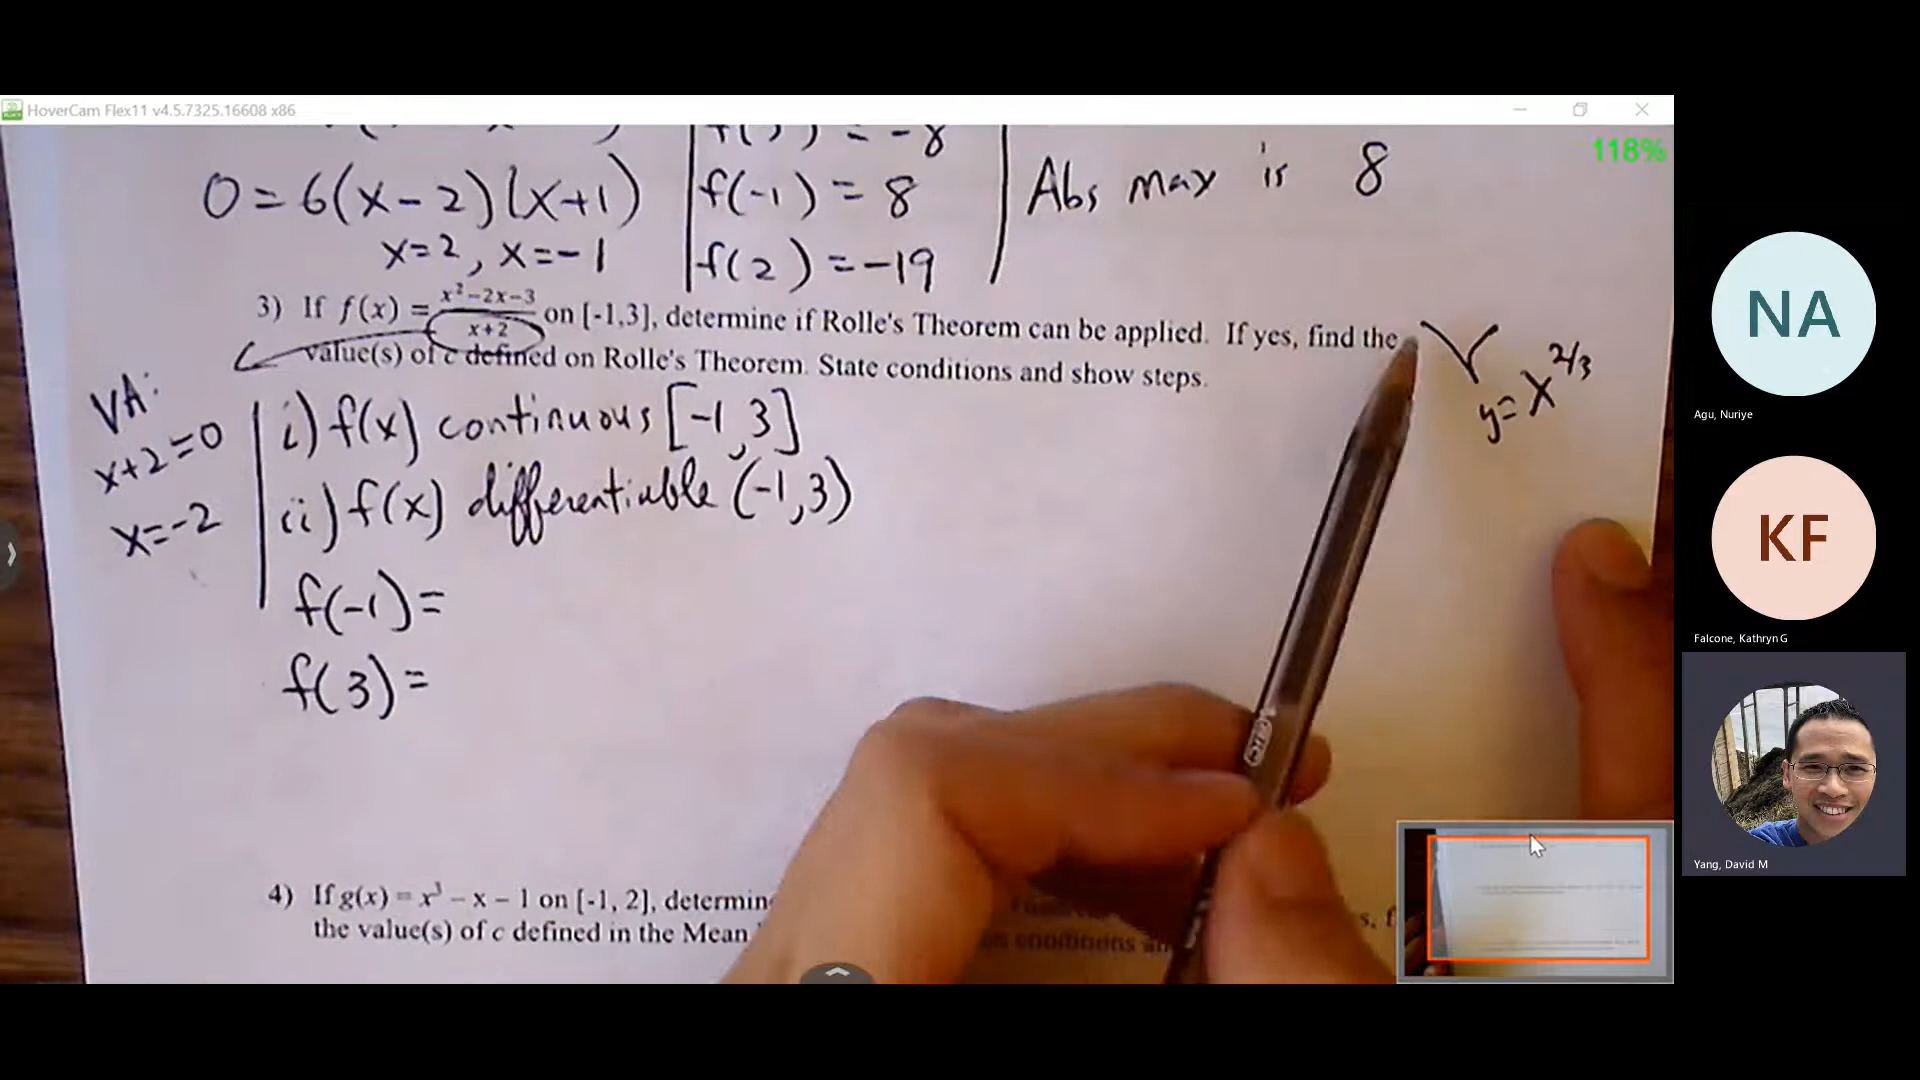 HoverCam Flex11 v4.5.7325.16608 x86
118%
= -8
0=6(x-2)(x+1)
f(-1) = 8
Abs max is 8
x=2, x=-1
f(2) = -19
3) If f(x) = x²-2x-3 / x+2 on [-1,3], determine if Rolle's Theorem can be applied. If yes, find the
value(s) of c defined on Rolle's Theorem. State conditions and show steps.
y = x^2/3
VA:
x+2=0
x=-2
i) f(x) continuous [-1,3]
ii) f(x) differentiable (-1,3)
f(-1)=
f(3)=
4) If g(x) = x³ – x – 1 on [-1, 2], determin
the value(s) of c defined in the Mean
NA
Agu, Nuriye
KF
Falcone, Kathryn G
Yang, David M
BIC